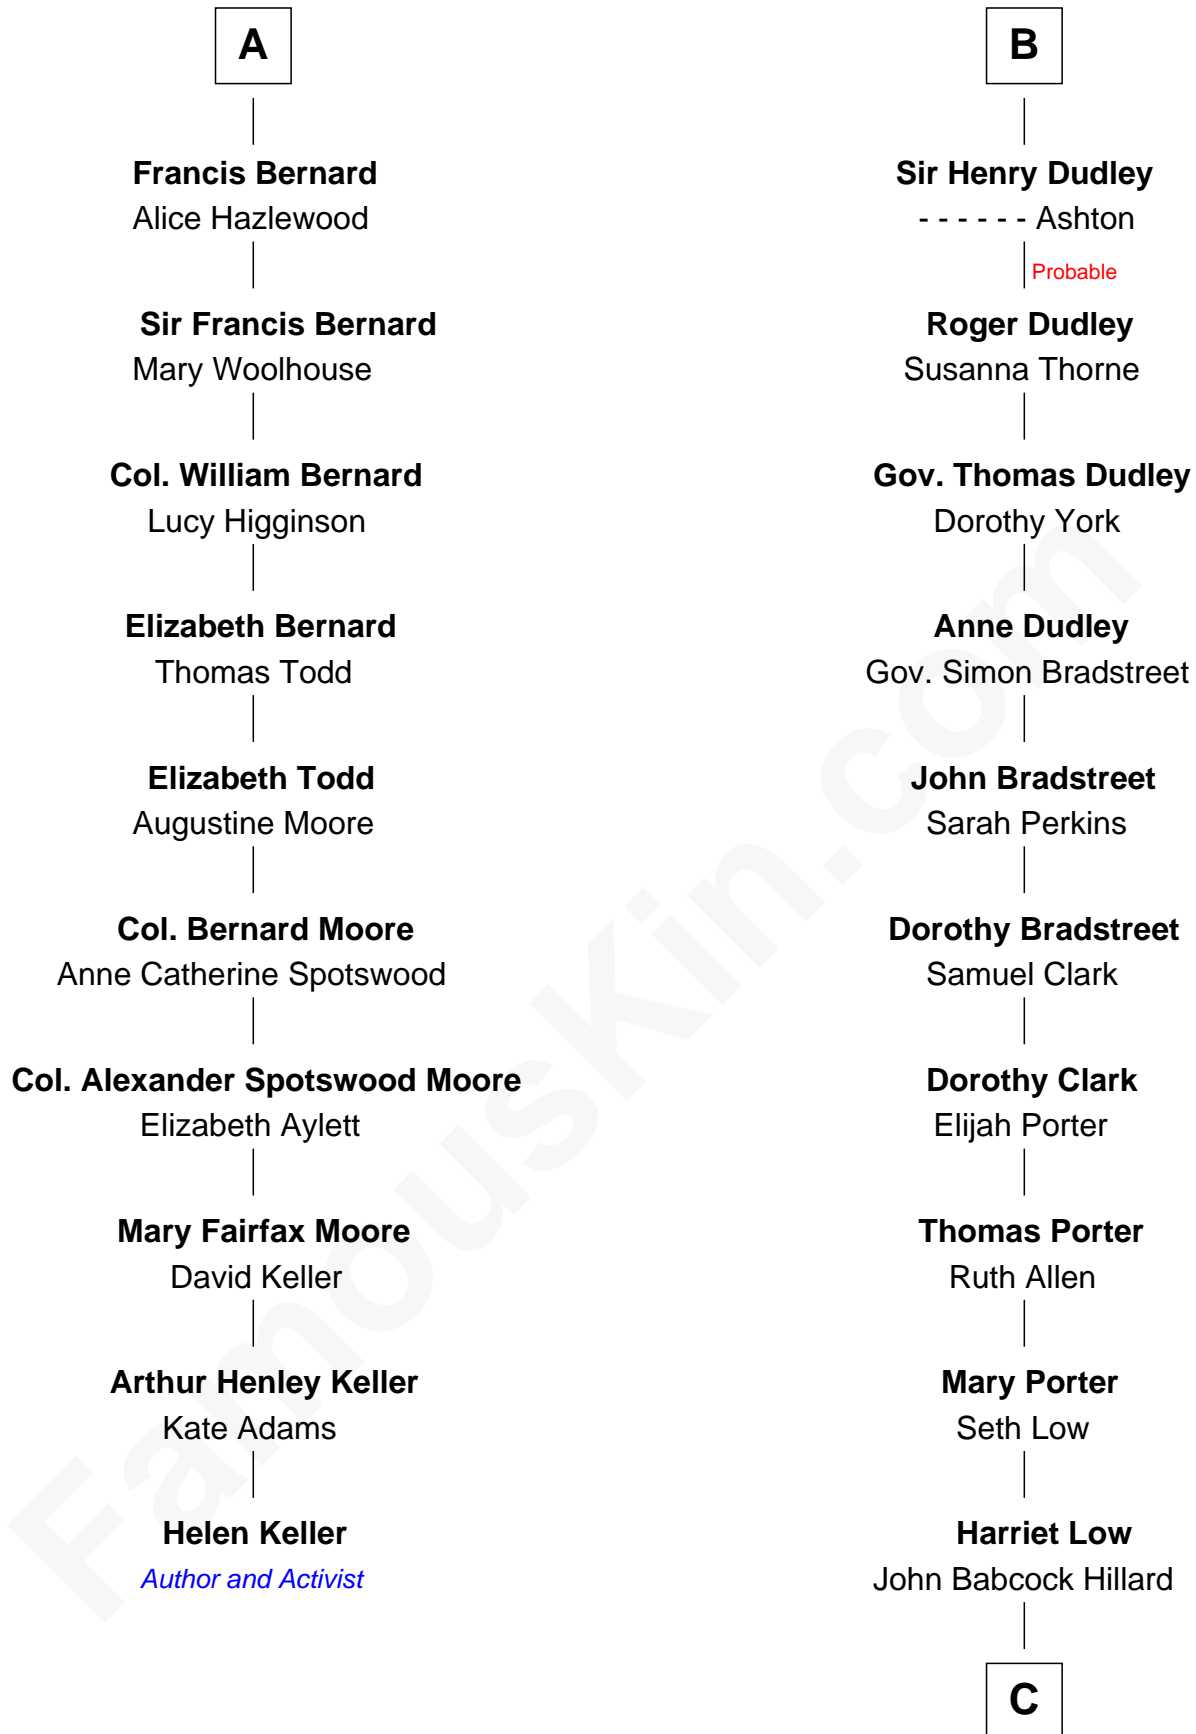 A
Francis Bernard
Alice Hazlewood
Sir Francis Bernard
Mary Woolhouse
Col. William Bernard
Lucy Higginson
Elizabeth Bernard
Thomas Todd
Elizabeth Todd
Augustine Moore
Col. Bernard Moore
Anne Catherine Spotswood
Col. Alexander Spotswood Moore
Elizabeth Aylett
Mary Fairfax Moore
David Keller
Arthur Henley Keller
Kate Adams
Helen Keller
Author and Activist
B
Sir Henry Dudley
- - - - - - Ashton
Probable
Roger Dudley
Susanna Thorne
Gov. Thomas Dudley
Dorothy York
Anne Dudley
Gov. Simon Bradstreet
John Bradstreet
Sarah Perkins
Dorothy Bradstreet
Samuel Clark
Dorothy Clark
Elijah Porter
Thomas Porter
Ruth Allen
Mary Porter
Seth Low
Harriet Low
John Babcock Hillard
C
FamousKin.com